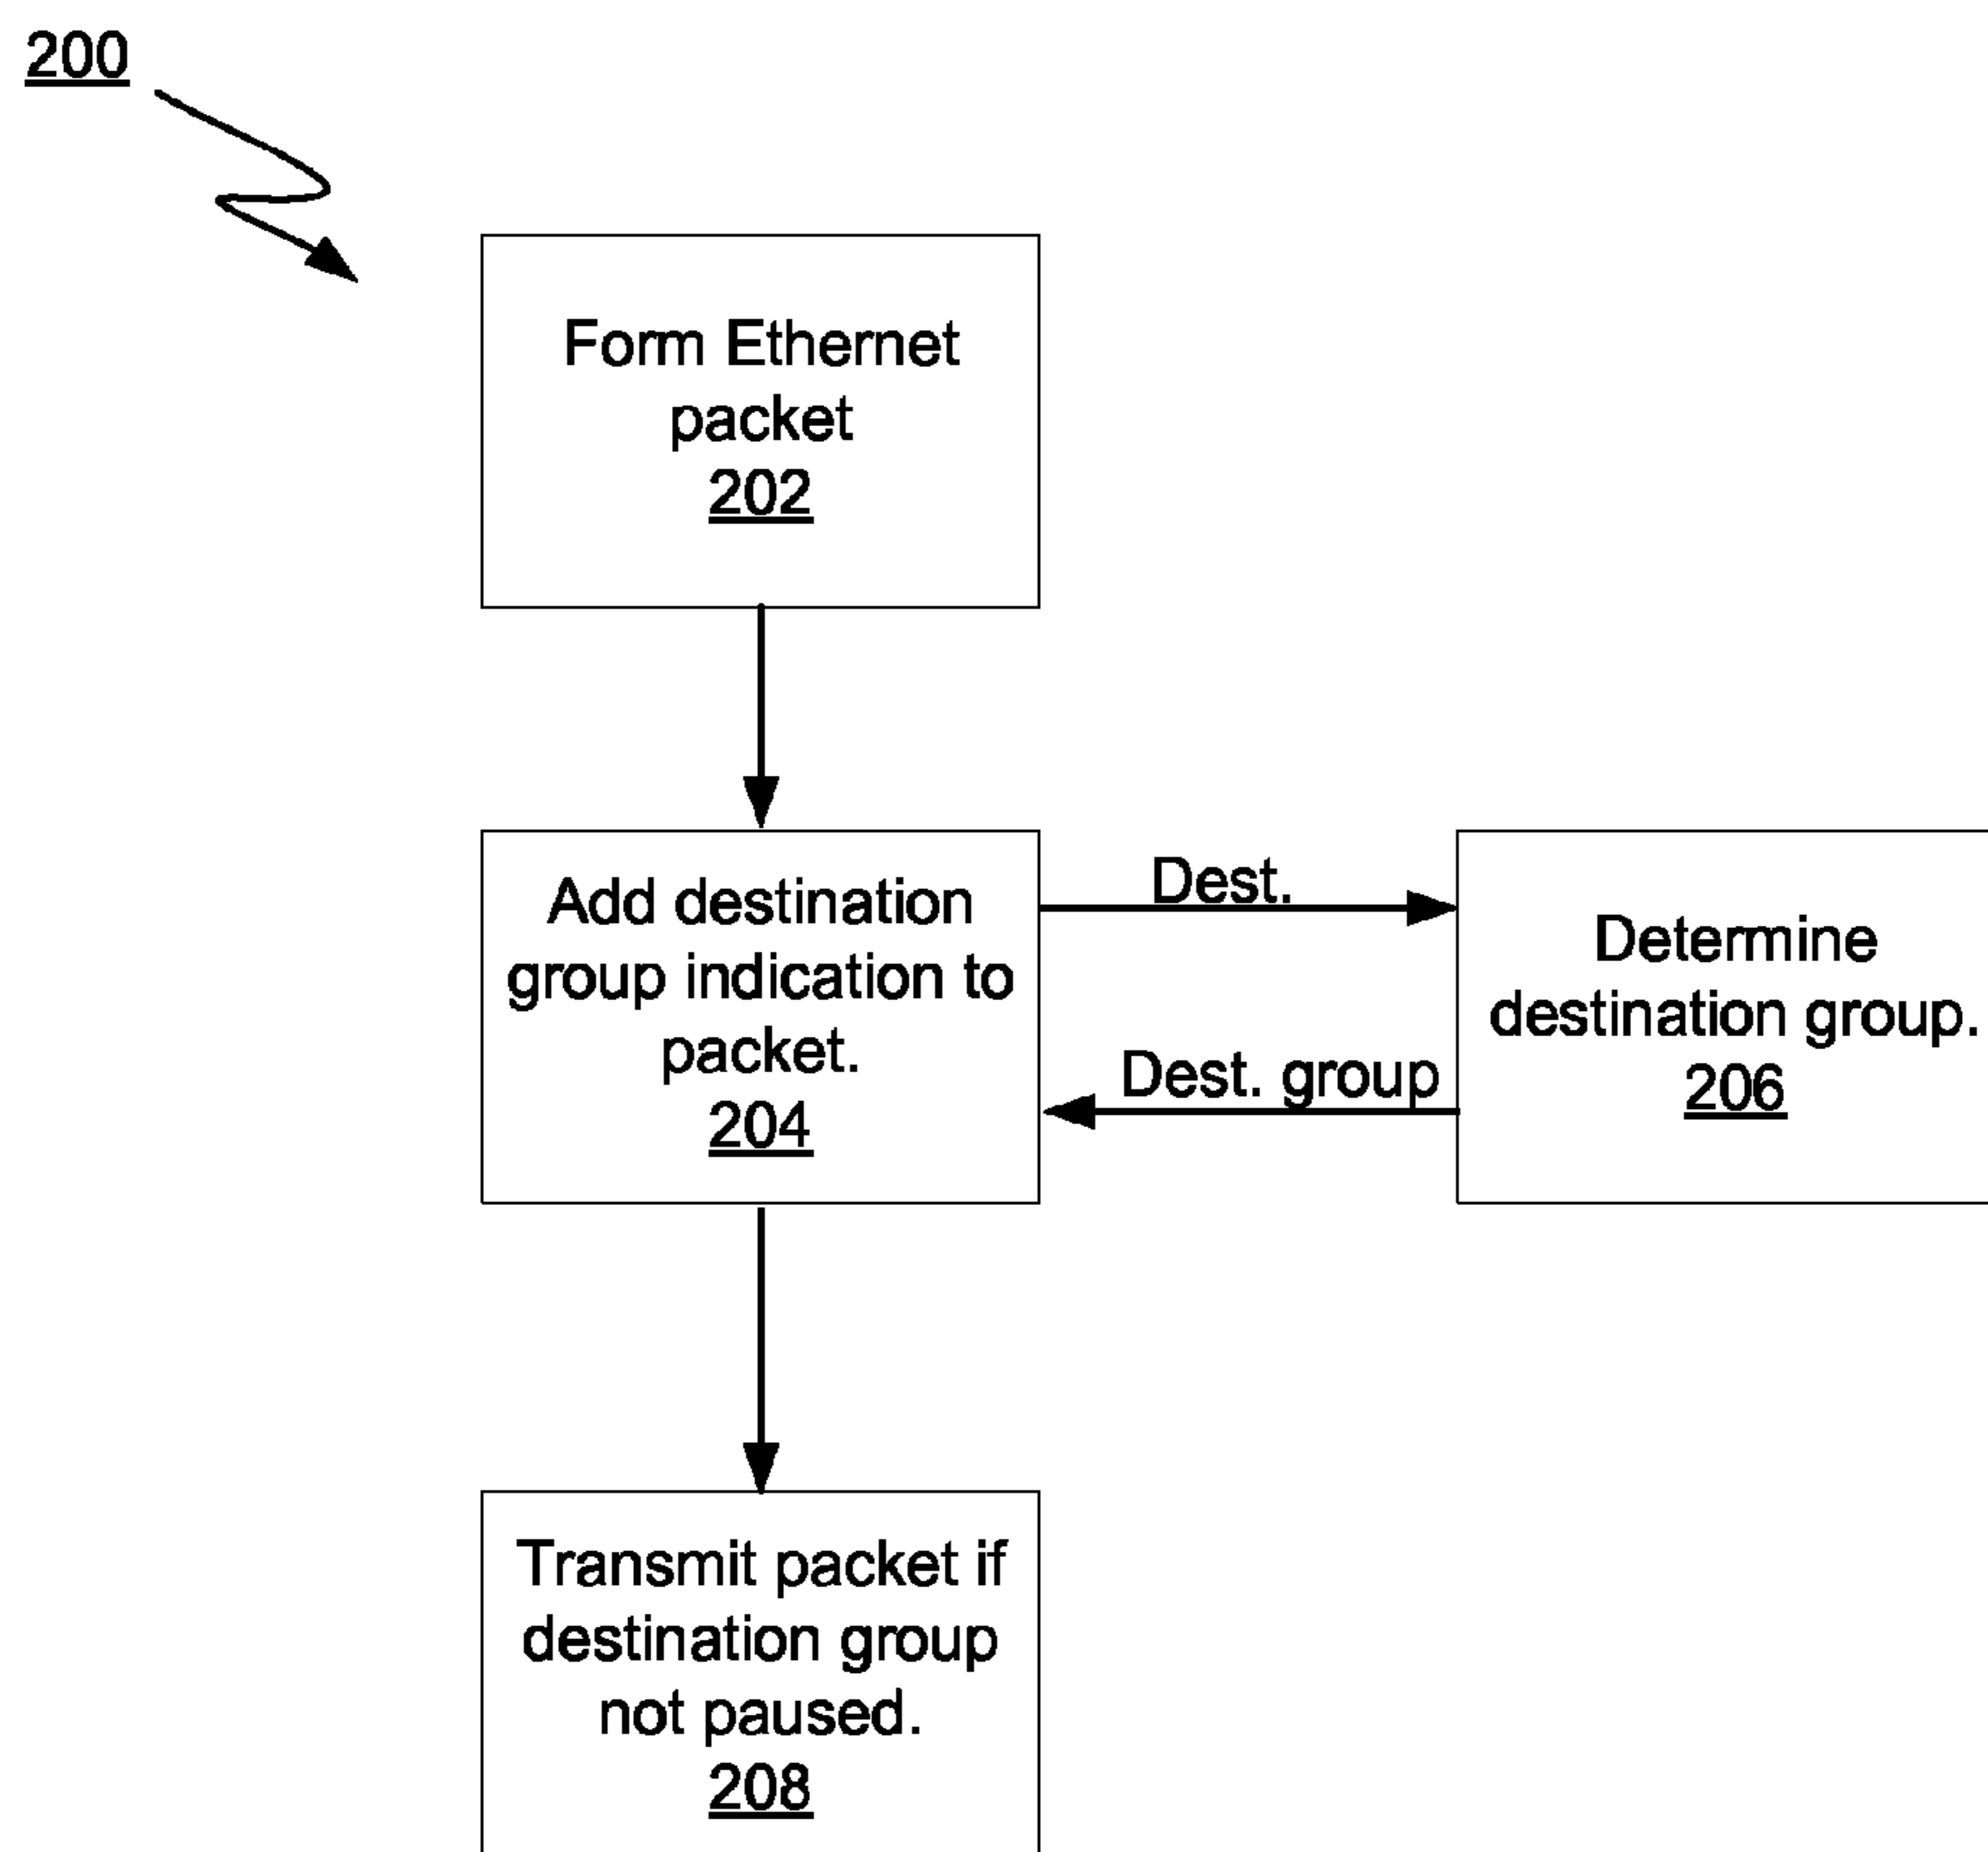 200
Form Ethernet
packet
202
Add destination
group indication to
packet.
204
Dest.
Dest. group
Determine
destination group.
206
Transmit packet if
destination group
not paused.
208